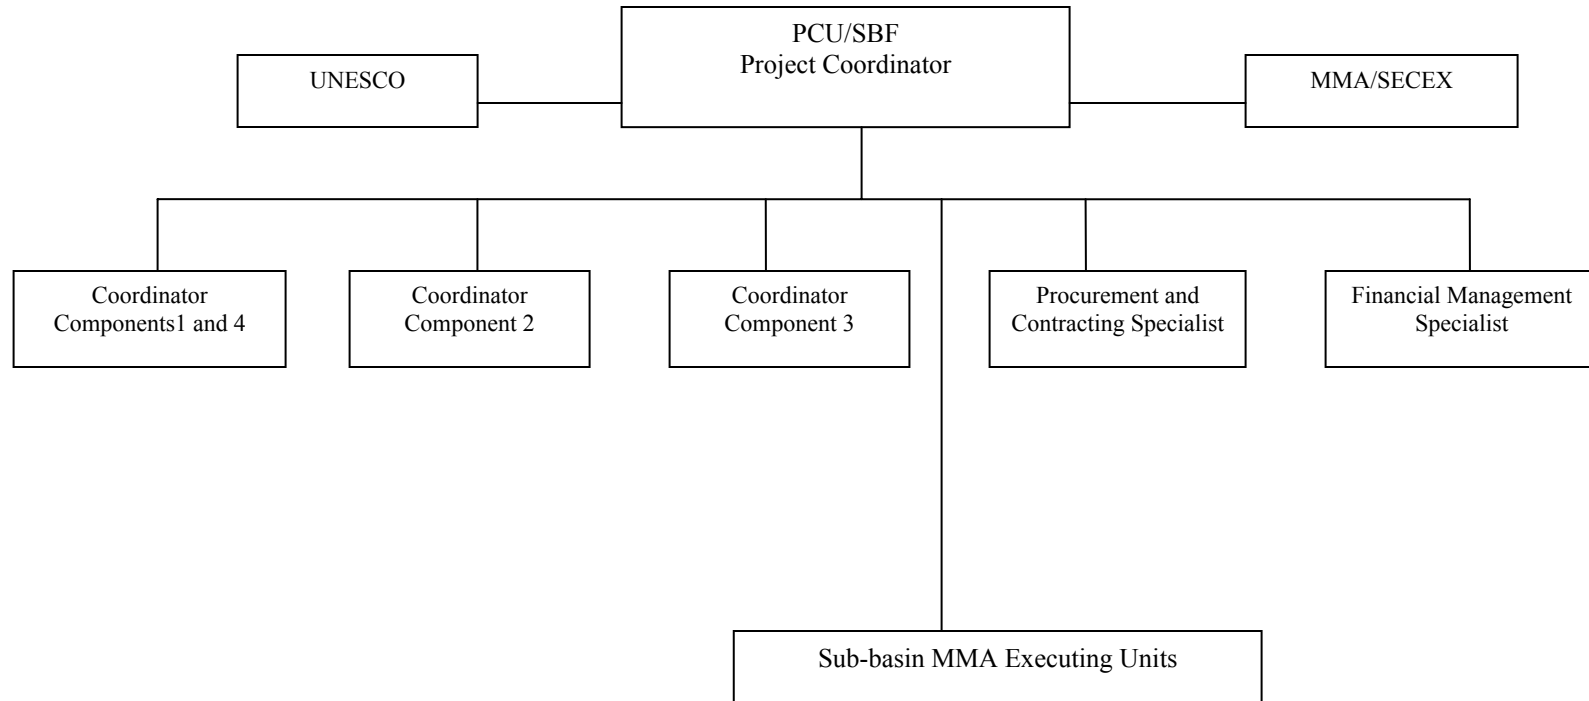 PCU/SBF
Project Coordinator
UNESCO
MMA/SECEX
Coordinator
Components1 and 4
Coordinator
Component 2
Coordinator
Component 3
Procurement and
Contracting Specialist
Financial Management
Specialist
Sub-basin MMA Executing Units